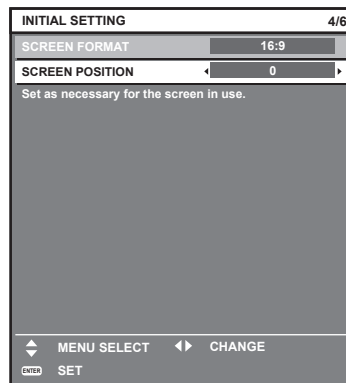 INITIAL SETTING 4/6
SCREEN FORMAT 16:9
SCREEN POSITION 0
Set as necessary for the screen in use.
MENU SELECT CHANGE
ENTER SET